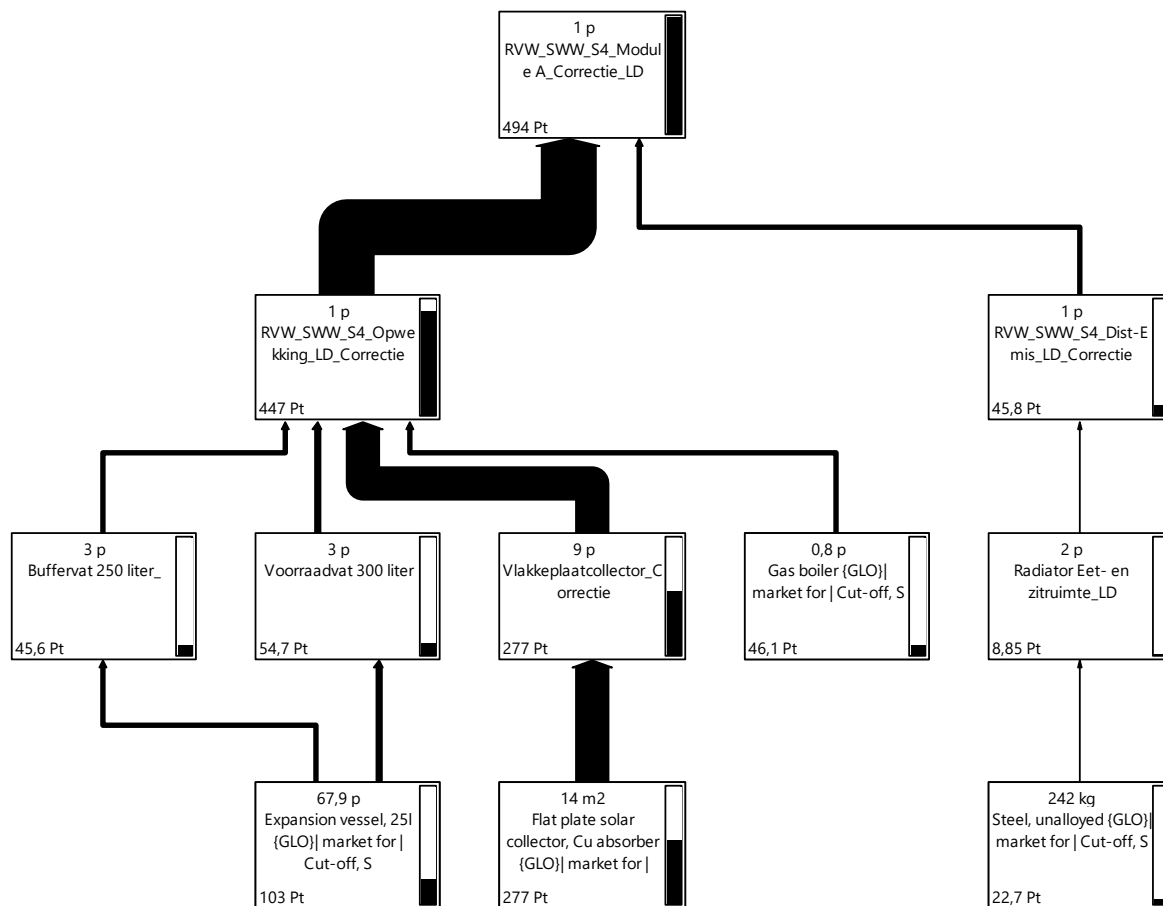 1 p
RVW_SWW_S4_Modul
e A_Correctie_LD
494 Pt
1 p
RVW_SWW_S4_Opwe
kking_LD_Correctie
447 Pt
1 p
RVW_SWW_S4_Dist-E
mis_LD_Correctie
45,8 Pt
3 p
Buffervat 250 liter_
45,6 Pt
3 p
Voorraadvat 300 liter
54,7 Pt
9 p
Vlakkeplaatcollector_C
orrectie
277 Pt
0,8 p
Gas boiler {GLO}|
market for | Cut-off, S
46,1 Pt
2 p
Radiator Eet- en
zitruimte_LD
8,85 Pt
67,9 p
Expansion vessel, 25l
{GLO}| market for |
Cut-off, S
103 Pt
14 m2
Flat plate solar
collector, Cu absorber
{GLO}| market for |
277 Pt
242 kg
Steel, unalloyed {GLO}|
market for | Cut-off, S
22,7 Pt